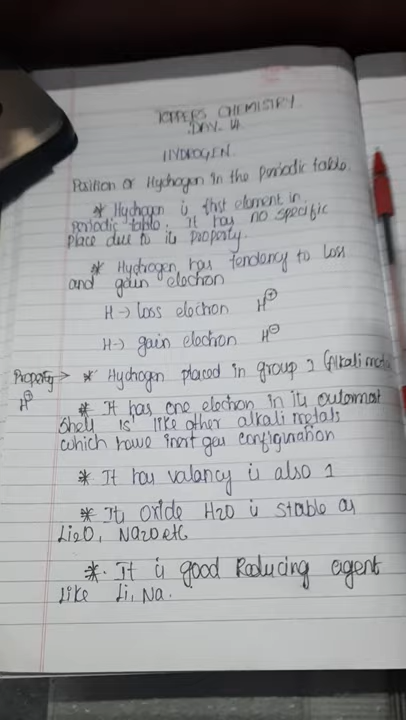 TOPPERS CHEMISTRY
DAY-14
HYDROGEN
Position of Hydrogen in the periodic table.
* Hydrogen is first element in
periodic table. It has no specific
place due to its property.
* Hydrogen has tendency to loss
and gain electron
H → loss electron H⊕
H → gain electron H⊖
Property → * Hydrogen placed in group 1 (Alkali metal
H⊕
* It has one electron in its outermost
shell is like other alkali metals
which have inert gas configuration
* It has valancy is also 1
* Its oxide H2O is stable as
Li2O, Na2O etc
*. It is good Reducing agent
like Li, Na.